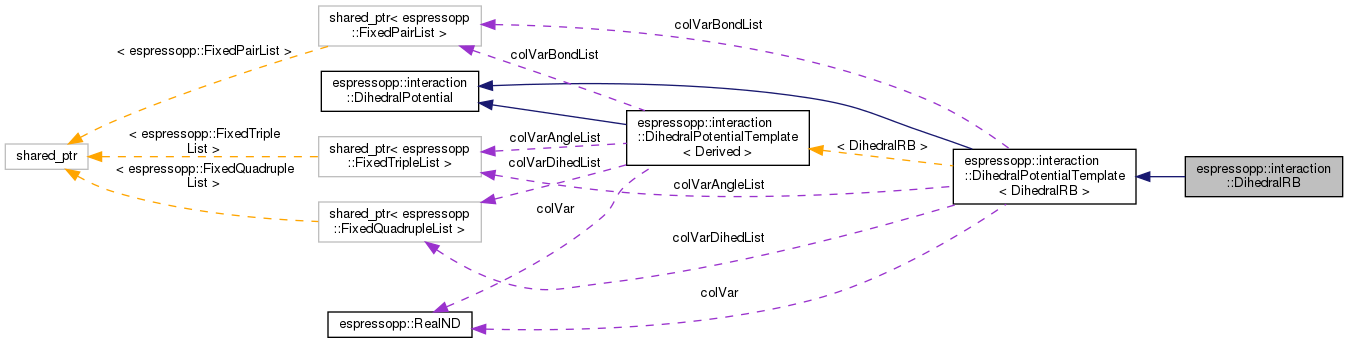 shared_ptr< espressopp
::FixedPairList >
colVarBondList
< espressopp::FixedPairList >
colVarBondList
espressopp::interaction
::DihedralPotential
espressopp::interaction
::DihedralPotentialTemplate
< Derived >
< espressopp::FixedTriple
List >
shared_ptr
shared_ptr< espressopp
::FixedTripleList >
colVarAngleList
< DihedralRB >
espressopp::interaction
::DihedralPotentialTemplate
< DihedralRB >
espressopp::interaction
::DihedralRB
< espressopp::FixedQuadruple
List >
colVarDihedList
colVarAngleList
shared_ptr< espressopp
::FixedQuadrupleList >
colVar
colVarDihedList
colVar
espressopp::RealND